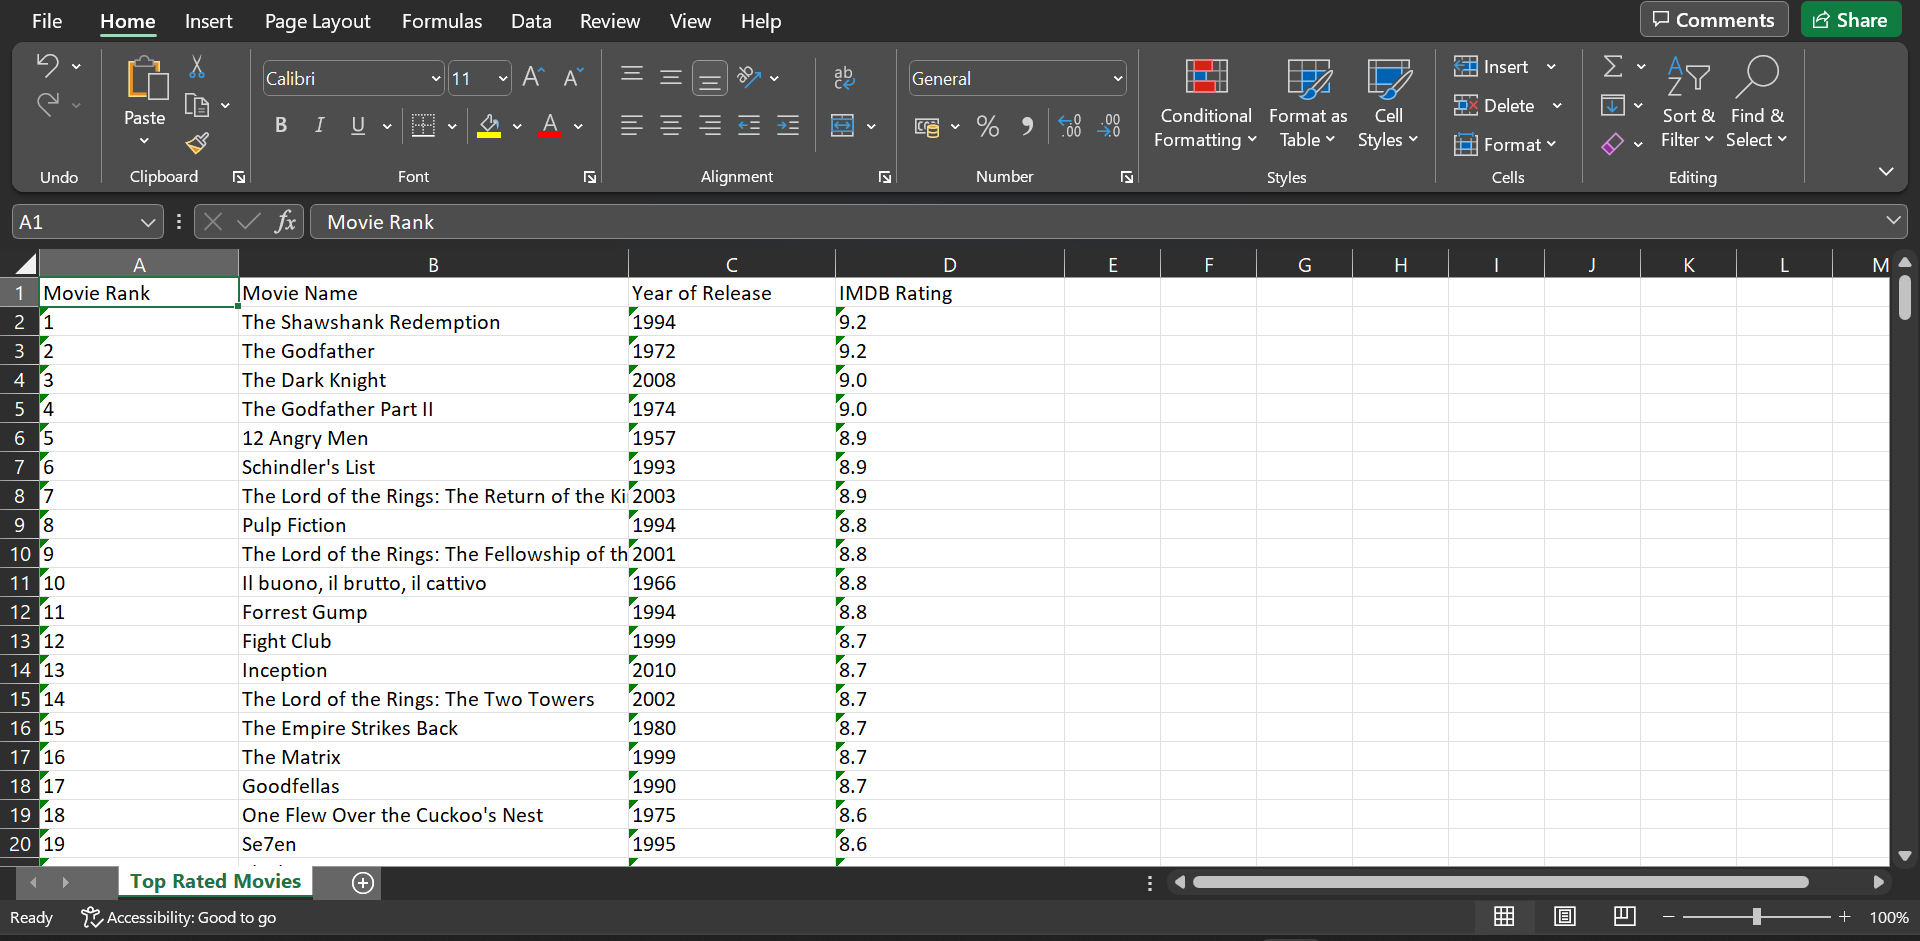 File Home Insert Page Layout Formulas Data Review View Help Comments Share
Undo
Paste
Clipboard
Calibri 11
B I U A
Font
ab
Alignment
General
% .00 .00
Number
Conditional Formatting
Format as Table
Cell Styles
Styles
Insert
Delete
Format
Cells
Sort & Filter
Find & Select
Editing
A1 fx Movie Rank
A B C D E F G H I J K L M
1 Movie Rank Movie Name Year of Release IMDB Rating
2 1 The Shawshank Redemption 1994 9.2
3 2 The Godfather 1972 9.2
4 3 The Dark Knight 2008 9.0
5 4 The Godfather Part II 1974 9.0
6 5 12 Angry Men 1957 8.9
7 6 Schindler's List 1993 8.9
8 7 The Lord of the Rings: The Return of the Ki 2003 8.9
9 8 Pulp Fiction 1994 8.8
10 9 The Lord of the Rings: The Fellowship of th 2001 8.8
11 10 Il buono, il brutto, il cattivo 1966 8.8
12 11 Forrest Gump 1994 8.8
13 12 Fight Club 1999 8.7
14 13 Inception 2010 8.7
15 14 The Lord of the Rings: The Two Towers 2002 8.7
16 15 The Empire Strikes Back 1980 8.7
17 16 The Matrix 1999 8.7
18 17 Goodfellas 1990 8.7
19 18 One Flew Over the Cuckoo's Nest 1975 8.6
20 19 Se7en 1995 8.6
Top Rated Movies
Ready Accessibility: Good to go 100%